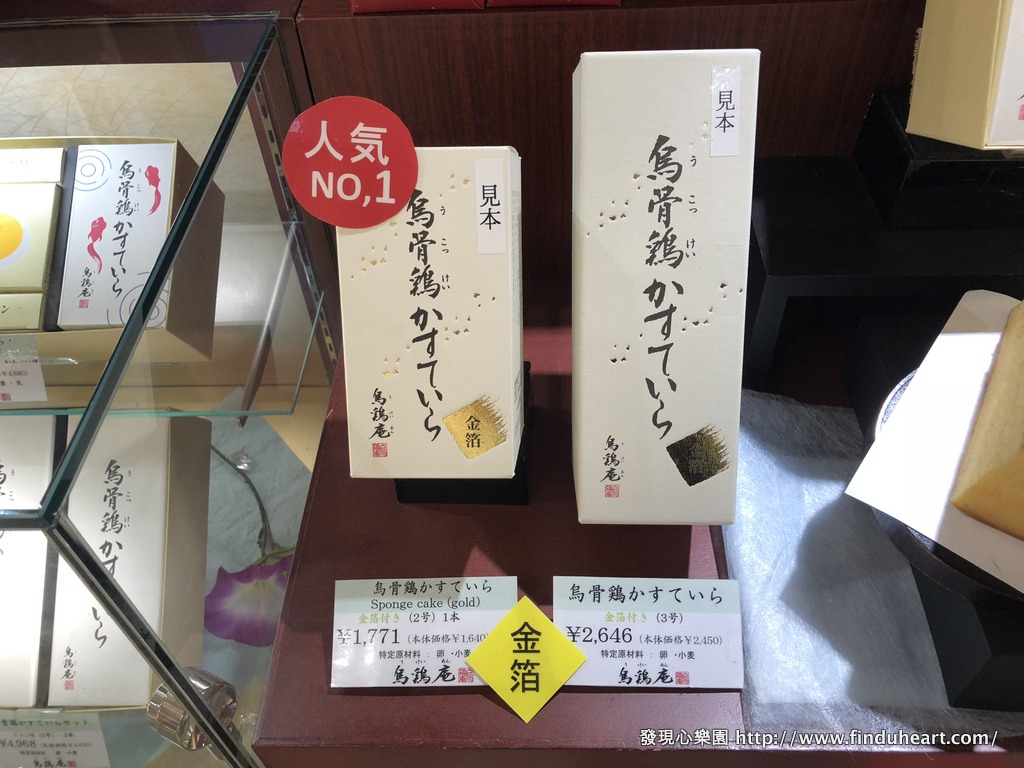 人気
NO,1
見本
烏骨鶏かすていら
うこっけい
烏鶏庵
金箔
見本
烏骨鶏かすていら
うこっけい
烏鶏庵
烏骨鶏かすていら
烏鶏庵
烏骨鶏かす
烏骨鶏かすていら
Sponge cake (gold)
金箔付き (2号) 1本
¥1,771 (本体価格¥1,640)
特定原材料 : 卵・小麦
烏鶏庵
金箔
烏骨鶏かすていら
金箔付き (3号)
¥2,646 (本体価格¥2,450)
特定原材料 : 卵・小麦
烏鶏庵
骨鶏かすていらセット
¥4,968
烏鶏庵
發現心樂園 http://www.finduheart.com/